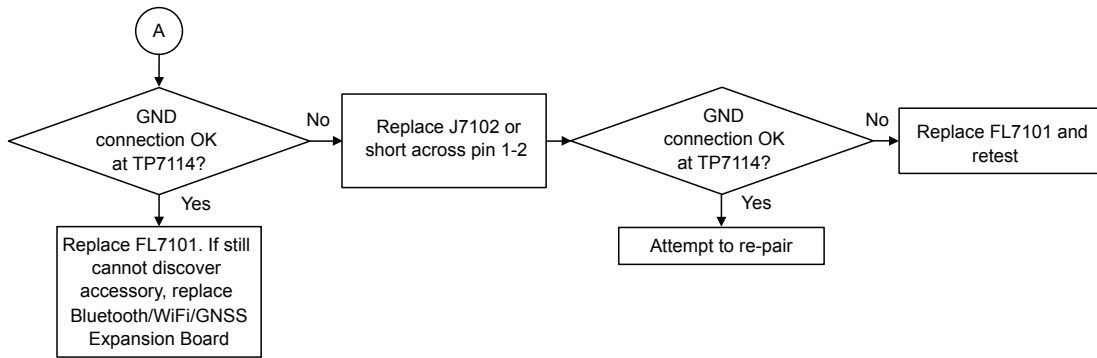 A
GND
connection OK
at TP7114?
No
Replace J7102 or
short across pin 1-2
GND
connection OK
at TP7114?
No
Replace FL7101 and
retest
Yes
Replace FL7101. If still
cannot discover
accessory, replace
Bluetooth/WiFi/GNSS
Expansion Board
Yes
Attempt to re-pair